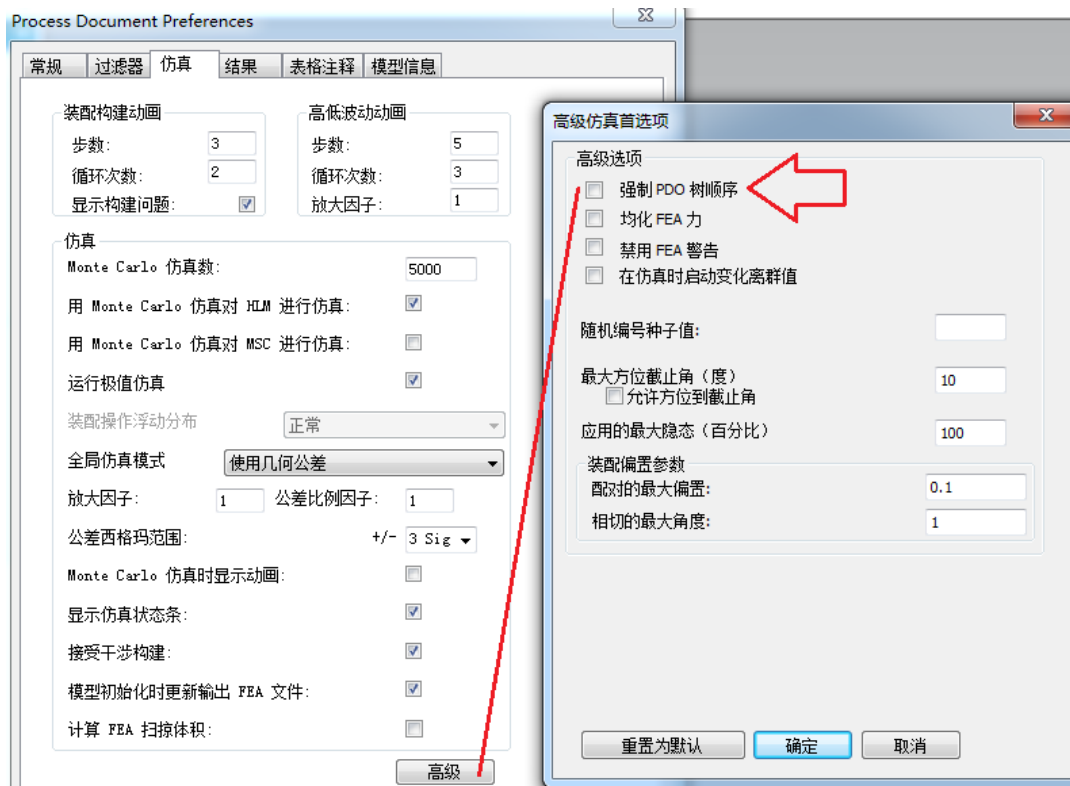 Process Document Preferences
常规 过滤器 仿真 结果 表格注释 模型信息
装配构建动画
步数: 3
循环次数: 2
显示构建问题:
高低波动动画
步数: 5
循环次数: 3
放大因子: 1
仿真
Monte Carlo 仿真数: 5000
用 Monte Carlo 仿真对 HLM 进行仿真:
用 Monte Carlo 仿真对 MSC 进行仿真:
运行极值仿真
装配操作浮动分布 正常
全局仿真模式 使用几何公差
放大因子: 1 公差比例因子: 1
公差西格玛范围: +/- 3 Sig
Monte Carlo 仿真时显示动画:
显示仿真状态条:
接受干涉构建:
模型初始化时更新输出 FEA 文件:
计算 FEA 扫掠体积:
高级
高级仿真首选项
高级选项
强制 PDO 树顺序
均化 FEA 力
禁用 FEA 警告
在仿真时启动变化离群值
随机编号种子值:
最大方位截止角（度） 10
允许方位到截止角
应用的最大隐态（百分比） 100
装配偏置参数
配对的最大偏置: 0.1
相切的最大角度: 1
重置为默认 确定 取消